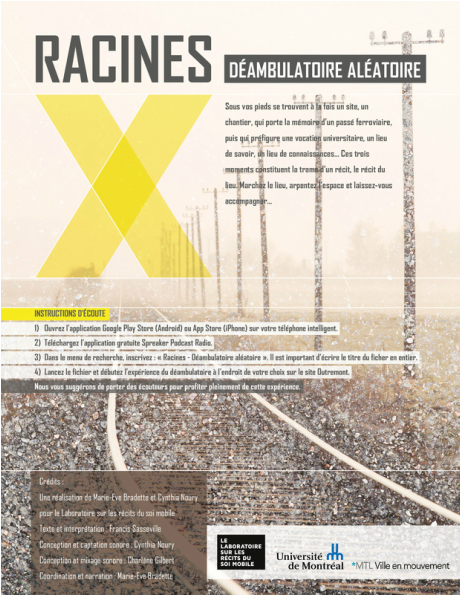 RACINES
DÉAMBULATOIRE ALÉATOIRE
X
Sous vos pieds se trouvent à la fois un site, un
chantier, qui porte la mémoire d'un passé ferroviaire,
puis qui préfigure une vocation universitaire, un lieu
de savoir, un lieu de connaissances... Ces trois
moments constituent la trame d'un récit, le récit du
lieu. Marchez le lieu, arpentez l'espace et laissez-vous
accompagner...
INSTRUCTIONS D'ÉCOUTE
1) Ouvrez l'application Google Play Store (Android) ou App Store (iPhone) sur votre téléphone intelligent.
2) Téléchargez l'application gratuite Spreaker Podcast Radio.
3) Dans le menu de recherche, inscrivez : « Racines - Déambulatoire aléatoire ». Il est important d'écrire le titre du ficher en entier.
4) Lancez le fichier et débutez l'expérience du déambulatoire à l'endroit de votre choix sur le site Outremont.
Nous vous suggérons de porter des écouteurs pour profiter pleinement de cette expérience.
Crédits :
Une réalisation de Marie-Eve Bradette et Cynthia Noury
pour le Laboratoire sur les récits du soi mobile
Texte et interprétation : Francis Sasseville
Conception et captation sonore : Cynthia Noury
Conception et mixage sonore : Charlène Gilbert
Coordination et narration : Marie-Eve Bradette
LE
LABORATOIRE
SUR LES
RÉCITS DU
SOI MOBILE
Université
de Montréal
*MTL Ville en mouvement